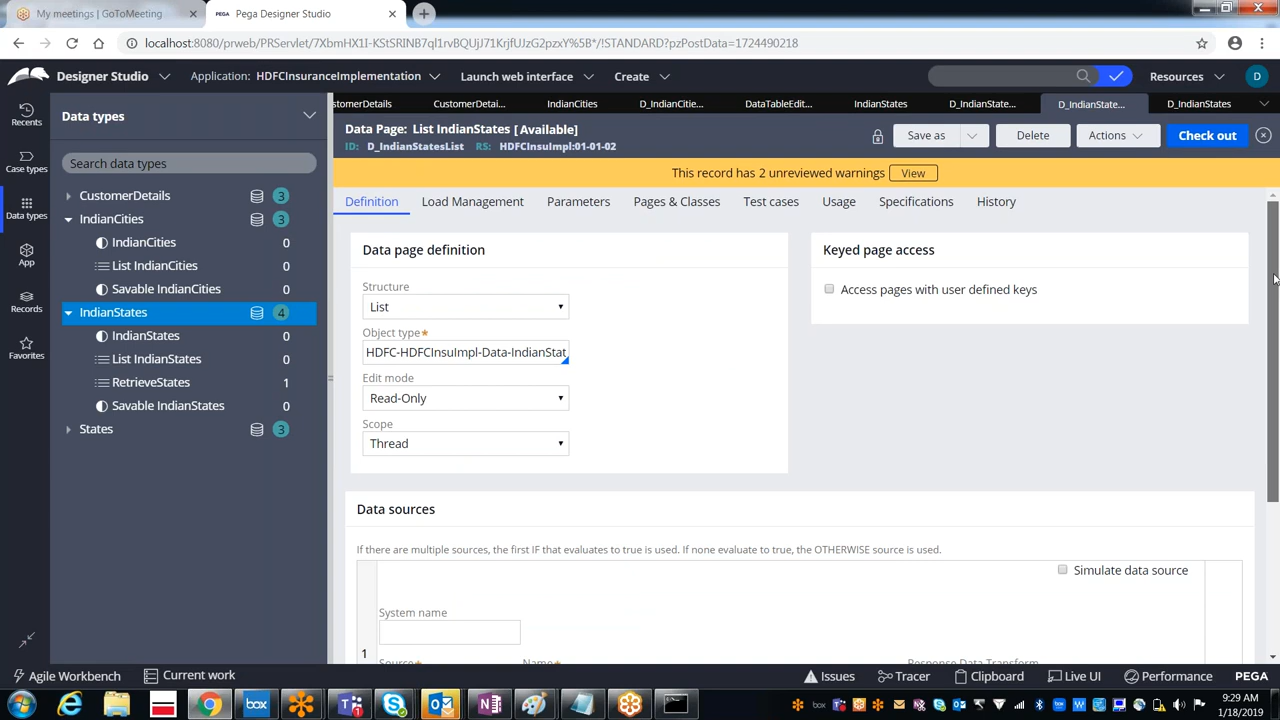 My meetings | GoToMeeting
PEGA Pega Designer Studio
localhost:8080/prweb/PRServlet/7XbmHX1I-KStSRINB7ql1rvBQUjJ71KrjfUJzG2pzxY%5B*/!STANDARD?pzPostData=1724490218
Designer Studio Application: HDFCInsuranceImplementation Launch web interface Create Resources D
Recents
Case types
Data types
App
Records
Favorites
Data types
Search data types
CustomerDetails 3
IndianCities 3
IndianCities 0
List IndianCities 0
Savable IndianCities 0
IndianStates 4
IndianStates 0
List IndianStates 0
RetrieveStates 1
Savable IndianStates 0
States 3
stomerDetails CustomerDetai... IndianCities D_IndianCitie... DataTableEdit... IndianStates D_IndianState... D_IndianState... D_IndianStates
Data Page: List IndianStates [Available]
ID: D_IndianStatesList RS: HDFCInsuImpl:01-01-02
Save as Delete Actions Check out
This record has 2 unreviewed warnings View
Definition Load Management Parameters Pages & Classes Test cases Usage Specifications History
Data page definition
Structure
List
Object type*
HDFC-HDFCInsuImpl-Data-IndianStat
Edit mode
Read-Only
Scope
Thread
Keyed page access
Access pages with user defined keys
Data sources
If there are multiple sources, the first IF that evaluates to true is used. If none evaluate to true, the OTHERWISE source is used.
Simulate data source
System name
1
Source* Name* Response Data Transform
Agile Workbench Current work Issues Tracer Clipboard Live UI Performance PEGA
box
9:29 AM
1/18/2019